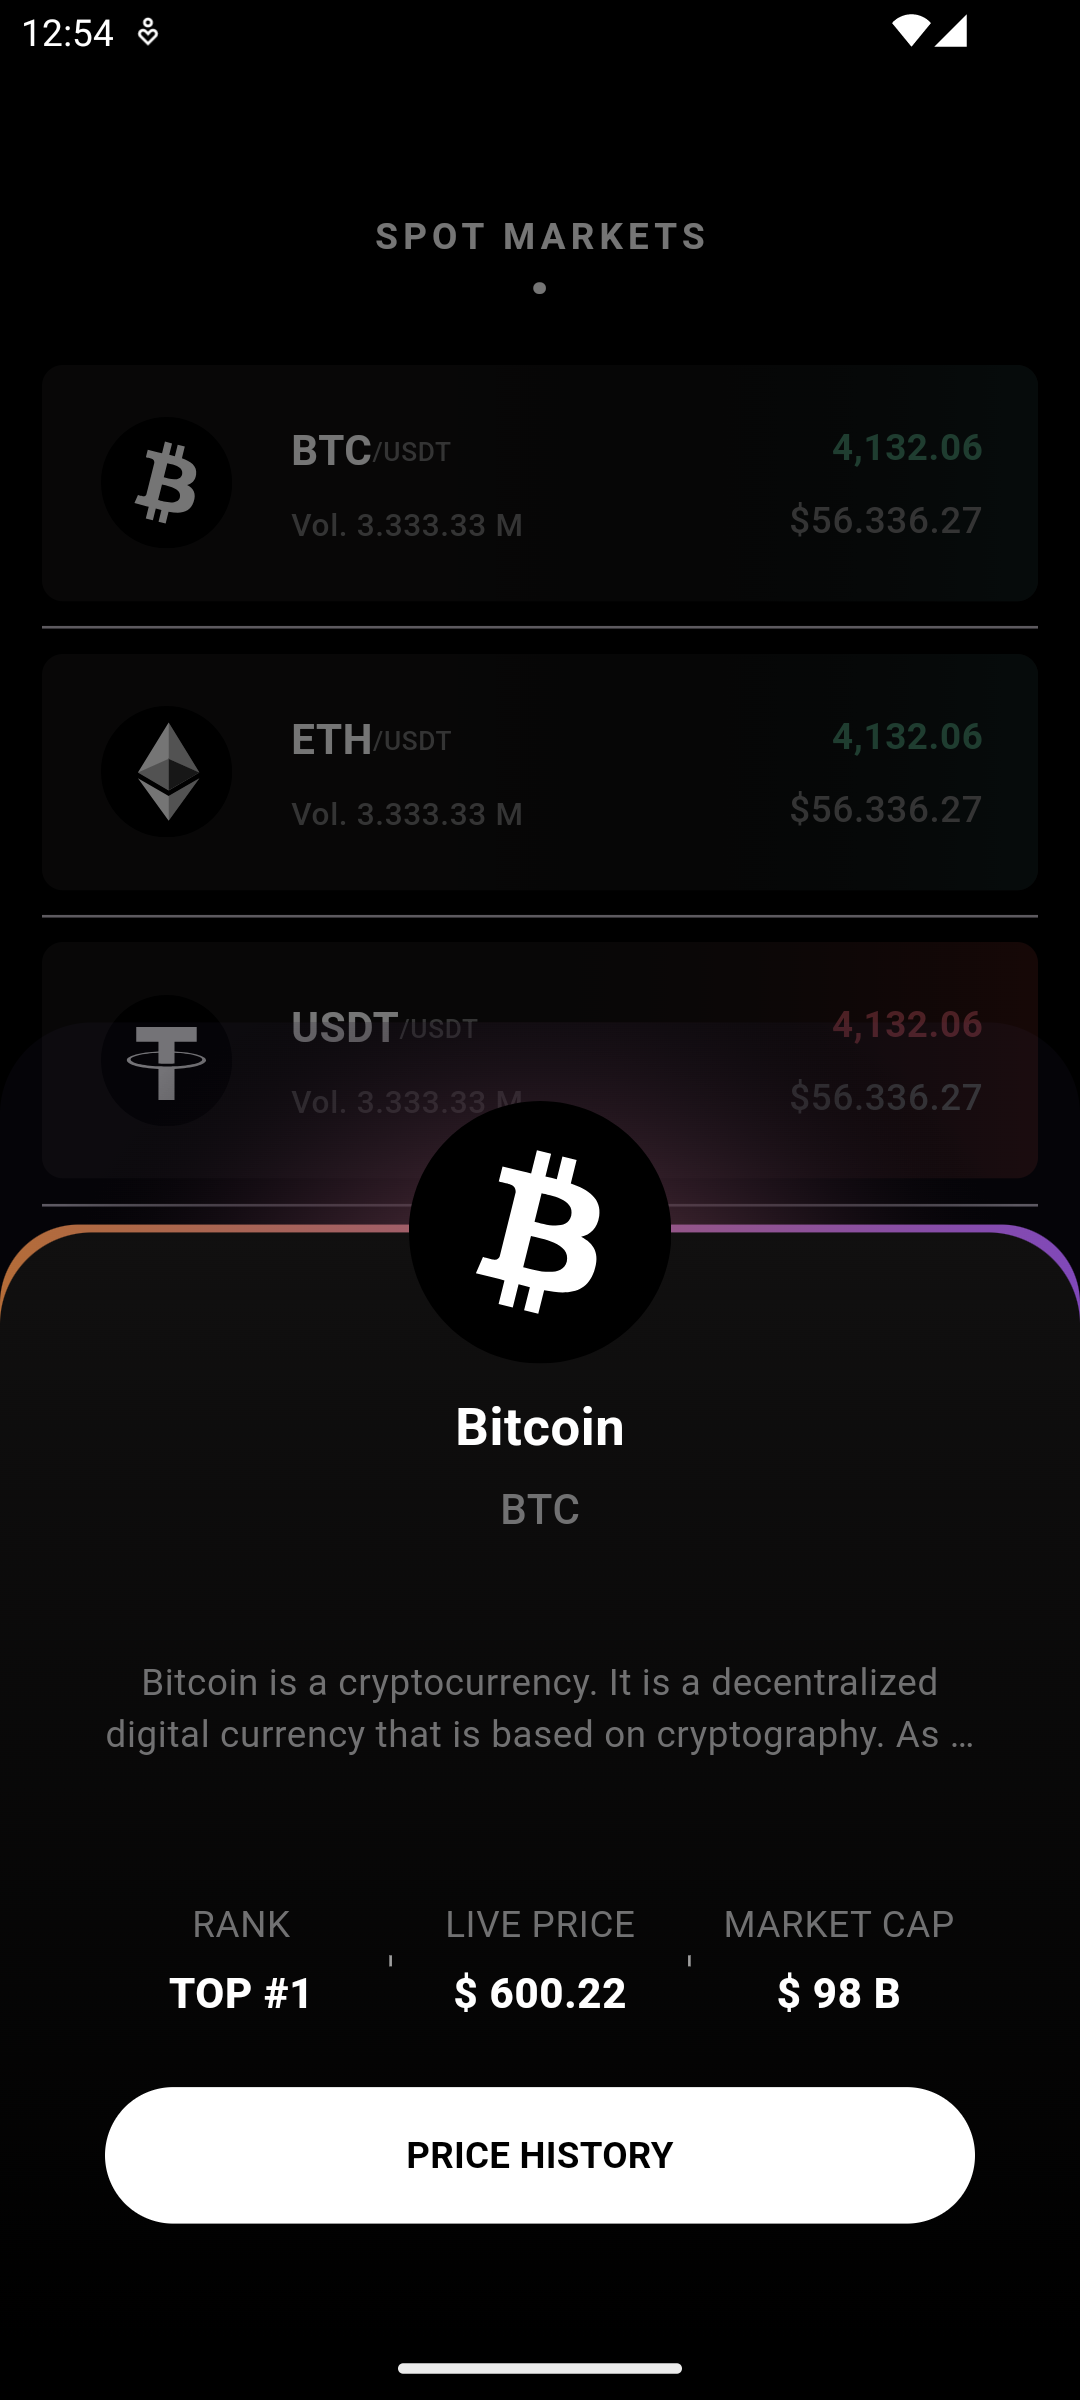 12:54
SPOT MARKETS
BTC/USDT
4,132.06
Vol. 3.333.33 M
$56.336.27
ETH/USDT
4,132.06
Vol. 3.333.33 M
$56.336.27
USDT/USDT
4,132.06
Vol. 3.333.33 M
$56.336.27
Bitcoin
BTC
Bitcoin is a cryptocurrency. It is a decentralized
digital currency that is based on cryptography. As …
RANK
LIVE PRICE
MARKET CAP
TOP #1
$ 600.22
$ 98 B
PRICE HISTORY